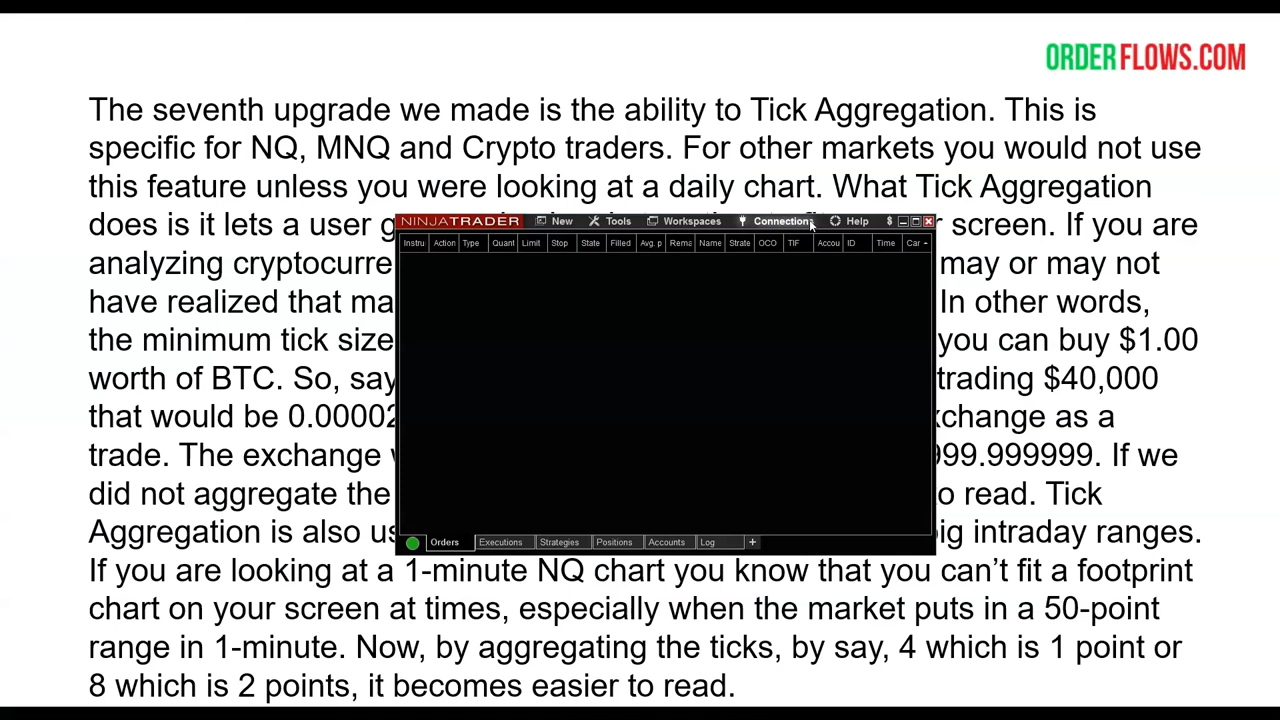 ORDERFLOWS.COM
The seventh upgrade we made is the ability to Tick Aggregation. This is
specific for NQ, MNQ and Crypto traders. For other markets you would not use
this feature unless you were looking at a daily chart. What Tick Aggregation
does is it lets a user screen. If you are
NINJATRADER New Tools Workspaces Connections Help $
Instru Action Type Quant Limit Stop State Filled Avg. p Rema Name Strate OCO TIF Accou ID Time Can
analyzing may or may not
have realized that In other words,
the minimum tick size you can buy $1.00
worth of BTC. So, say trading $40,000
that would be as a
trade. The exchange If we
did not aggregate the read. Tick
Aggregation is also intraday ranges.
Orders Executions Strategies Positions Accounts Log +
If you are looking at a 1-minute NQ chart you know that you can’t fit a footprint
chart on your screen at times, especially when the market puts in a 50-point
range in 1-minute. Now, by aggregating the ticks, by say, 4 which is 1 point or
8 which is 2 points, it becomes easier to read.